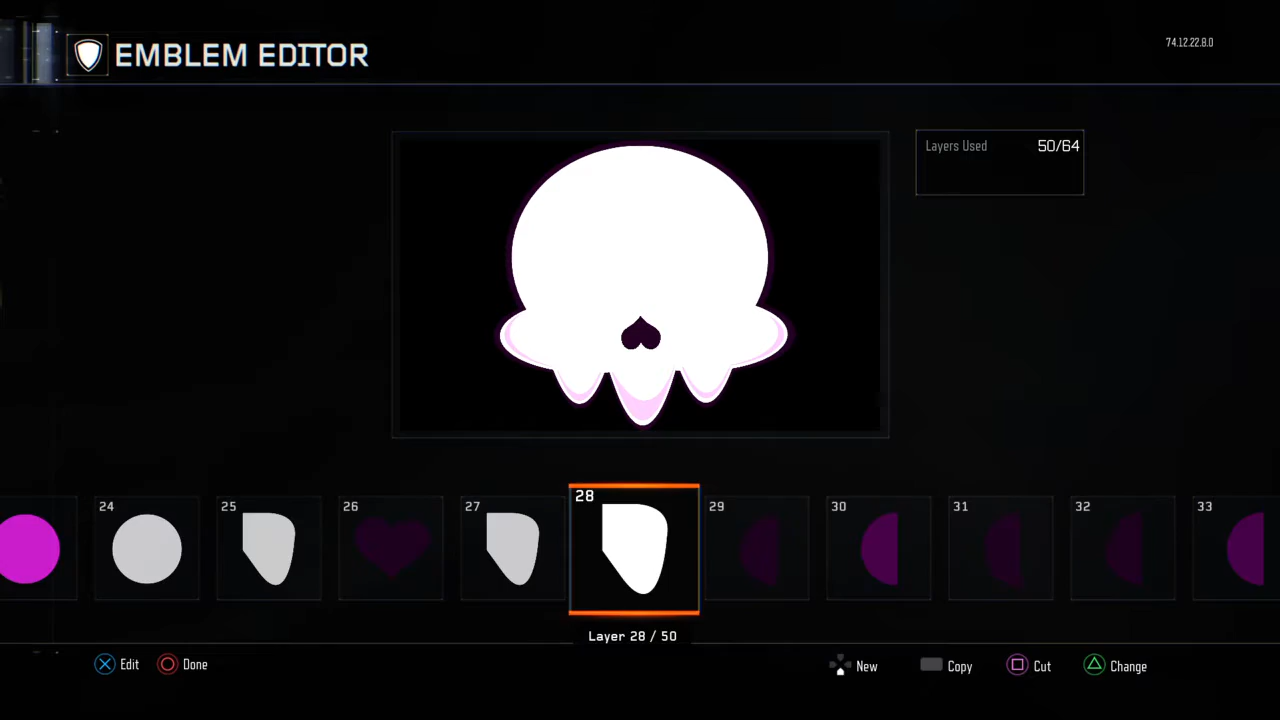 EMBLEM EDITOR
74.12.22.8.0
Layers Used 50/64
24 25 26 27 28 29 30 31 32 33
Layer 28 / 50
Edit Done New Copy Cut Change